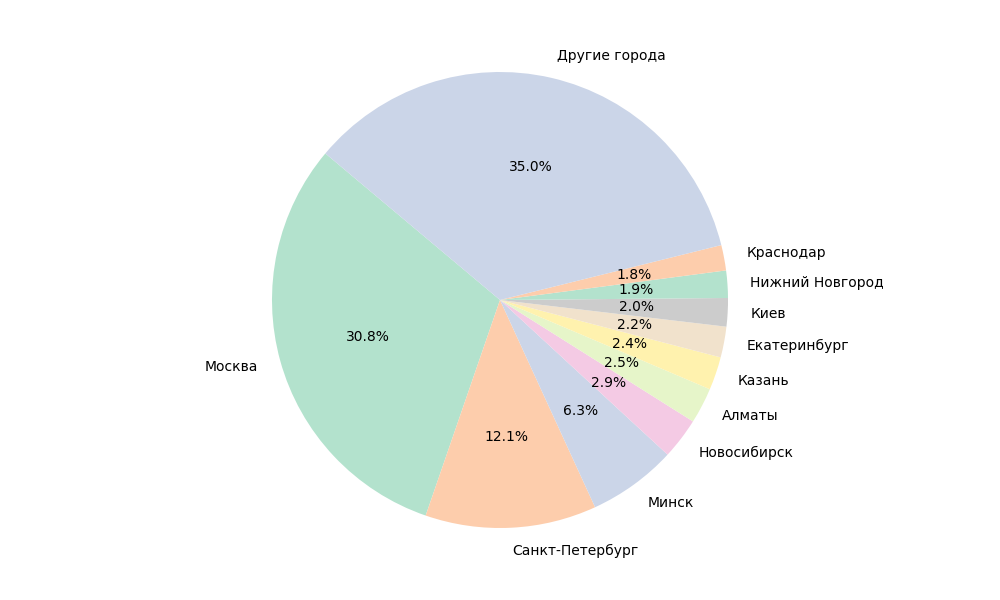 Другие города
35.0%
Краснодар
1.8%
Нижний Новгород
1.9%
Киев
2.0%
Екатеринбург
2.2%
Казань
2.4%
Алматы
2.5%
Новосибирск
2.9%
Минск
6.3%
Санкт-Петербург
12.1%
Москва
30.8%